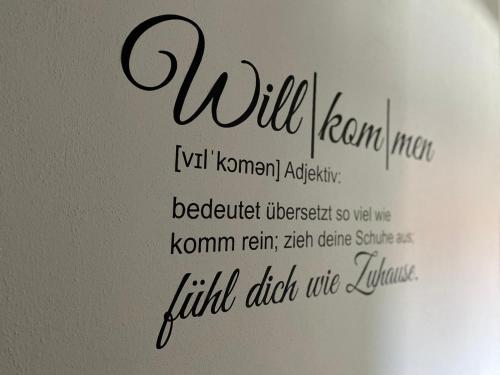 Will|kom|men
[vɪlˈkɔmən] Adjektiv:
bedeutet übersetzt so viel wie
komm rein; zieh deine Schuhe aus;
fühl dich wie Zuhause.